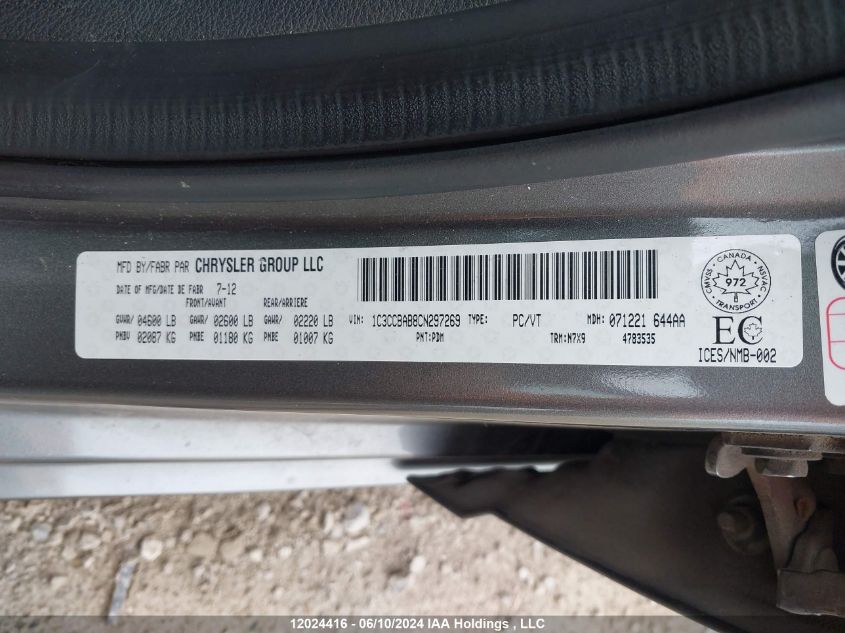 MFD BY/FABR PAR CHRYSLER GROUP LLC
DATE OF MFG/DATE DE FABR 7-12
FRONT/AVANT REAR/ARRIERE
GVWR/ 04600 LB GAWR/ 02600 LB GAWR/ 02220 LB
PNBV 02087 KG PNBE 01180 KG PNBE 01007 KG
VIN: 1C3CCBAB8CN297269 TYPE: PC/VT MDH: 071221 644AA
PNT:PDM TRM:N7X9 4783535
CANADA
CMVSS 972 NSVAC
TRANSPORT
EC
ICES/NMB-002
12024416 - 06/10/2024 IAA Holdings , LLC